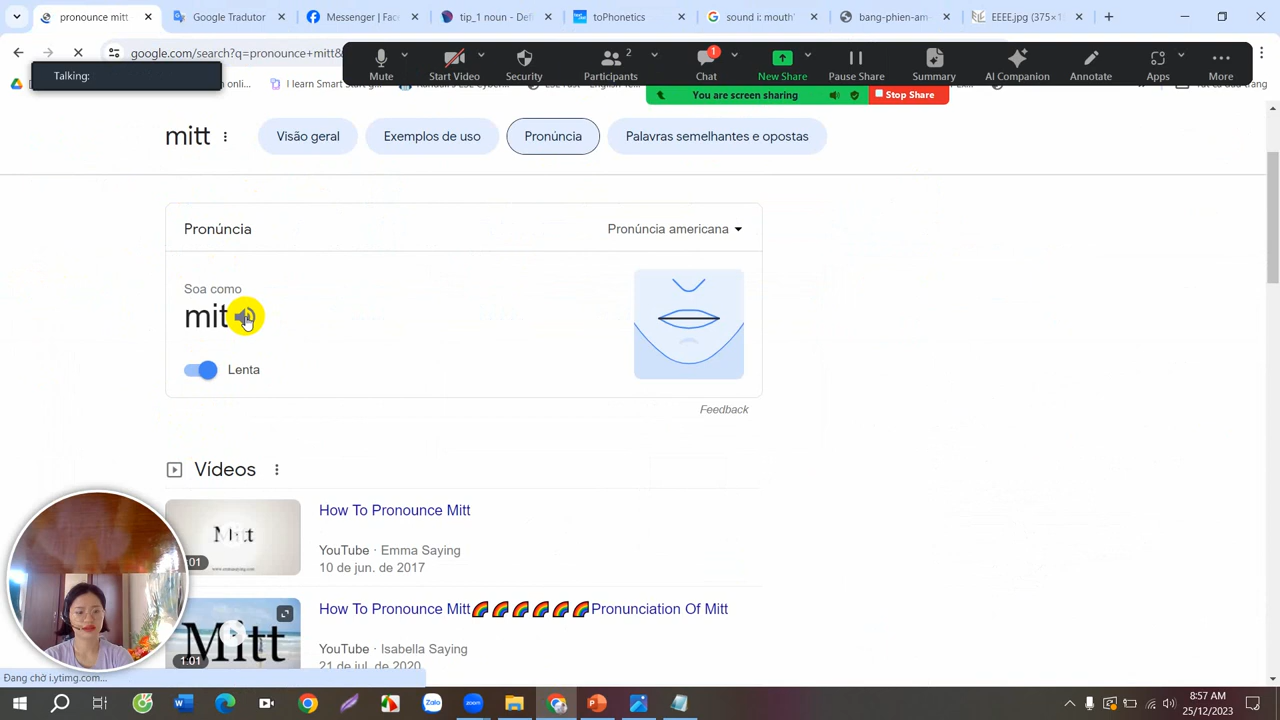 pronounce mitt
Google Tradutor
Messenger | Fac
tip_1 noun - Defi
toPhonetics
sound i: mouth'
bang-phien-am-
EEEE.jpg (375×1
google.com/search?q=pronounce+mitt&
Talking:
Mute
Start Video
Security
Participants
2
Chat
1
New Share
Pause Share
Summary
AI Companion
Annotate
Apps
More
You are screen sharing
Stop Share
I learn Smart Start g
mitt
Visão geral
Exemplos de uso
Pronúncia
Palavras semelhantes e opostas
Pronúncia
Pronúncia americana
Soa como
mit
Lenta
Feedback
Vídeos
Mitt
How To Pronounce Mitt
YouTube · Emma Saying
10 de jun. de 2017
How To Pronounce Mitt🌈🌈🌈🌈🌈🌈Pronunciation Of Mitt
Mitt
1:01
YouTube · Isabella Saying
21 de jul. de 2020
Đang chờ i.ytimg.com...
8:57 AM
25/12/2023